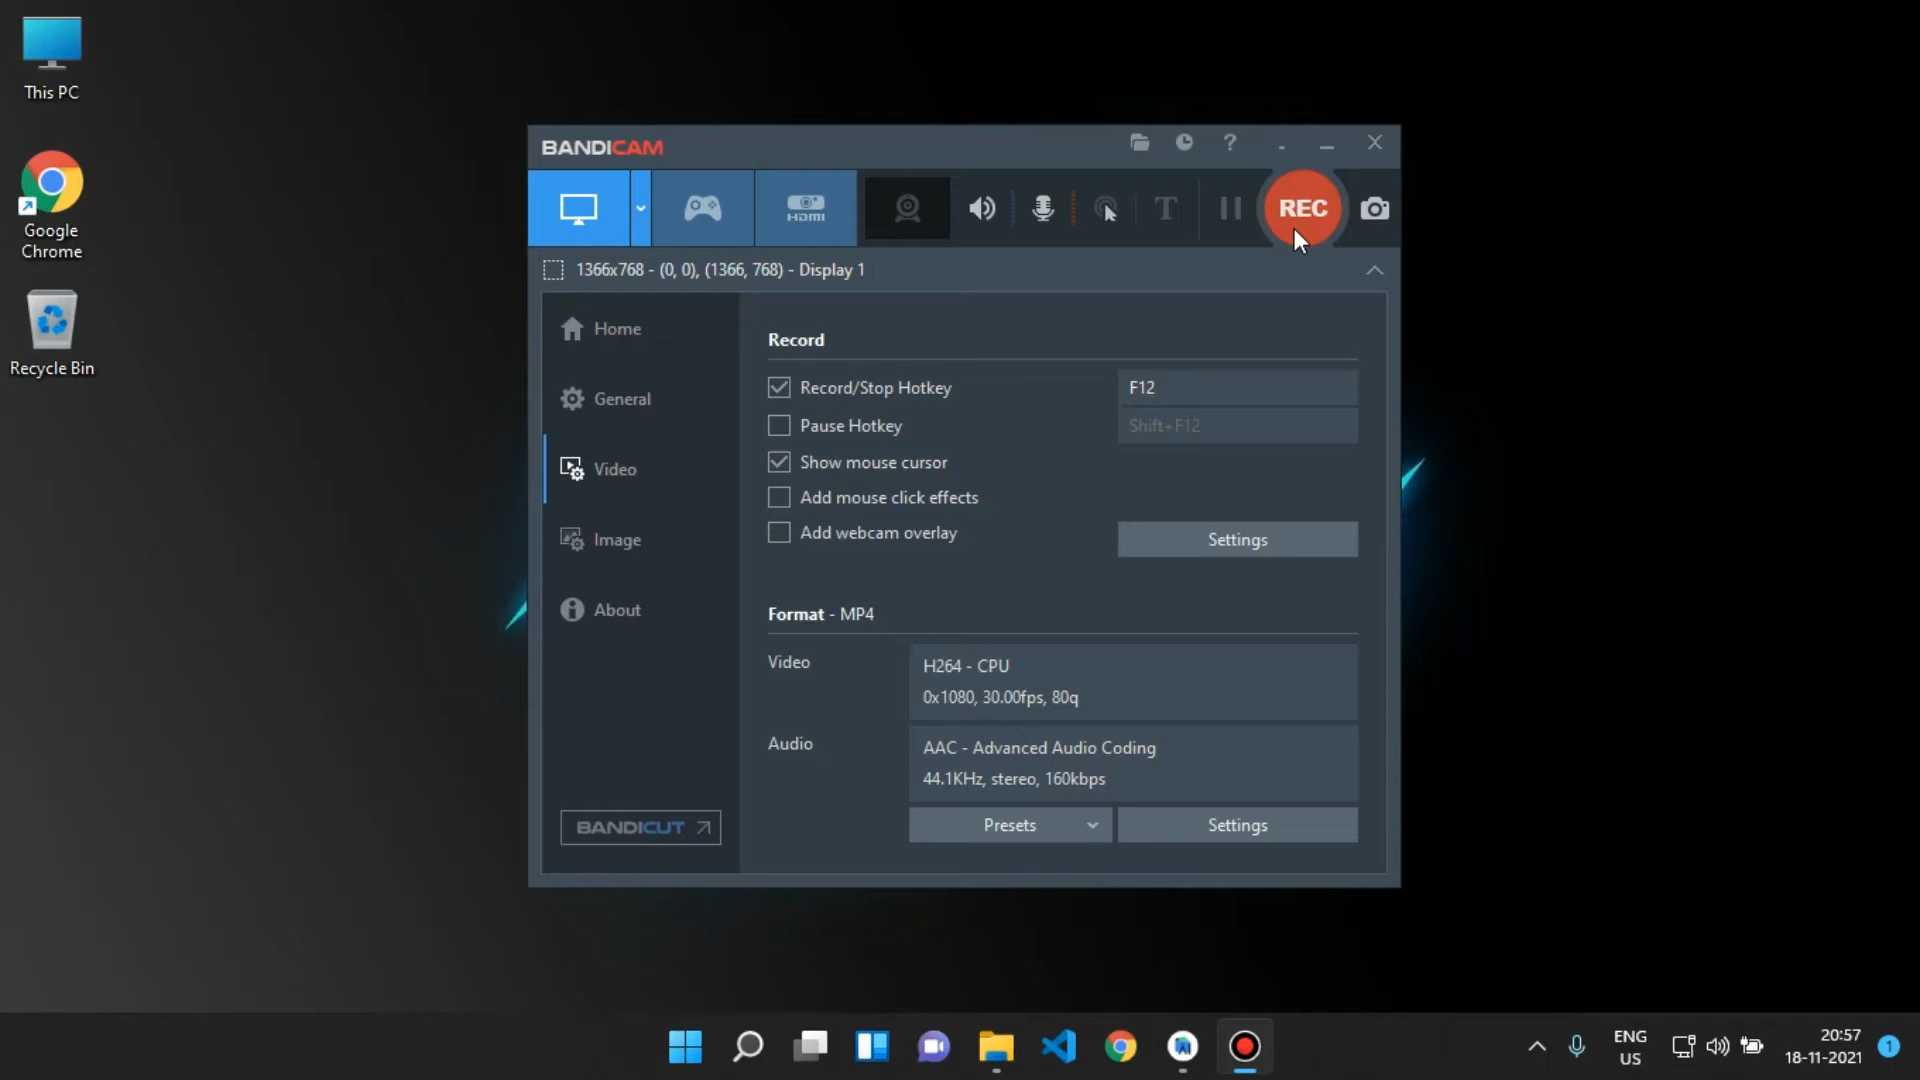 This PC
Google
Chrome
Recycle Bin
BANDICAM
?
HDMI
T
REC
1366x768 - (0, 0), (1366, 768) - Display 1
Home
General
Video
Image
About
BANDICUT
Record
Record/Stop Hotkey
F12
Pause Hotkey
Shift+F12
Show mouse cursor
Add mouse click effects
Add webcam overlay
Settings
Format - MP4
Video
H264 - CPU
0x1080, 30.00fps, 80q
Audio
AAC - Advanced Audio Coding
44.1KHz, stereo, 160kbps
Presets
Settings
ENG
US
20:57
18-11-2021
1